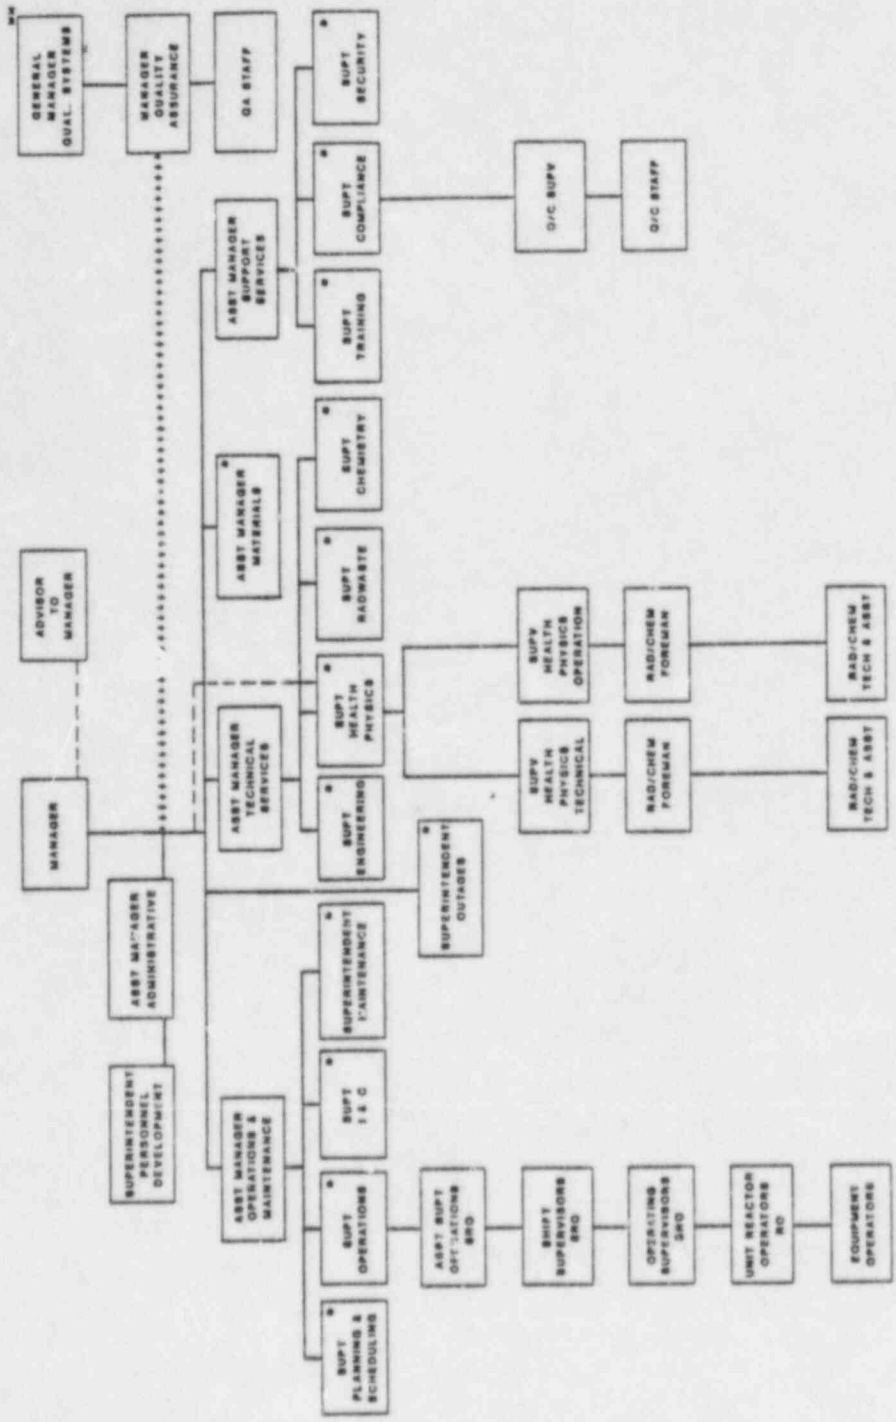 MANAGER
ADVISOR
TO
MANAGER
**
GENERAL
MANAGER
QUAL. SYSTEMS
SUPERINTENDENT
PERSONNEL
DEVELOPMENT
ASST MANAGER
ADMINISTRATIVE
MANAGER
QUALITY
ASSURANCE
ASST MANAGER
OPERATIONS &
MAINTENANCE
ASST MANAGER
TECHNICAL
SERVICES
*
ASST MANAGER
MATERIALS
ASST MANAGER
SUPPORT
SERVICES
QA STAFF
*
SUPT
PLANNING &
SCHEDULING
*
SUPT
OPERATIONS
*
SUPT
I & C
*
SUPERINTENDENT
MAINTENANCE
*
SUPT
ENGINEERING
*
SUPT
HEALTH
PHYSICS
*
SUPT
RADWASTE
*
SUPT
CHEMISTRY
*
SUPT
TRAINING
*
SUPT
COMPLIANCE
*
SUPT
SECURITY
ASST SUPT
OPERATIONS
SRO
*
SUPERINTENDENT
OUTAGES
SHIFT
SUPERVISORS
SRO
SUPV
HEALTH
PHYSICS
TECHNICAL
SUPV
HEALTH
PHYSICS
OPERATION
Q/C SUPV
OPERATING
SUPERVISORS
SRO
RAD/CHEM
FOREMAN
RAD/CHEM
FOREMAN
Q/C STAFF
UNIT REACTOR
OPERATORS
RO
EQUIPMENT
OPERATORS
RAD/CHEM
TECH & ASST
RAD/CHEM
TECH & ASST